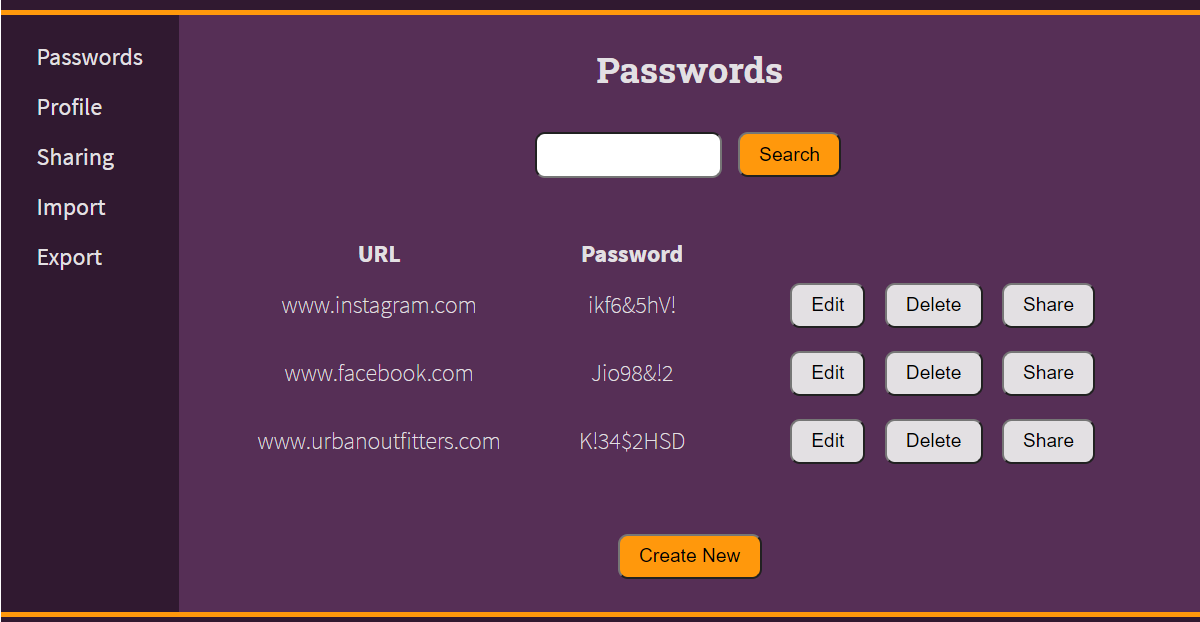 Passwords
Profile
Sharing
Import
Export
Passwords
Search
URL Password
www.instagram.com ikf6&5hV! Edit Delete Share
www.facebook.com Jio98&!2 Edit Delete Share
www.urbanoutfitters.com K!34$2HSD Edit Delete Share
Create New